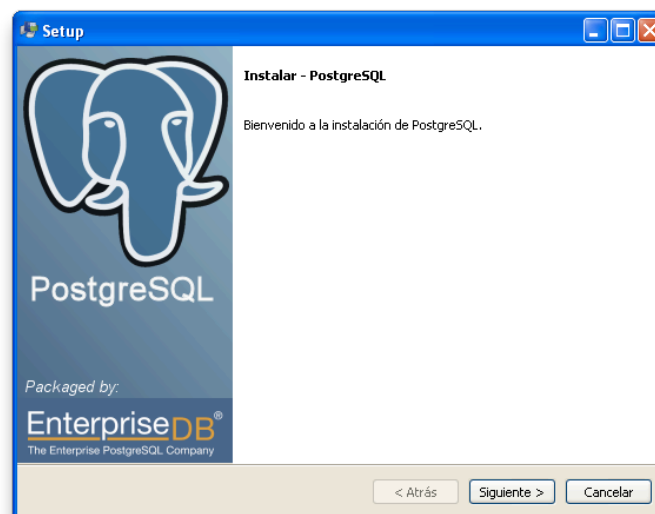 Setup
Instalar - PostgreSQL
Bienvenido a la instalación de PostgreSQL.
PostgreSQL
Packaged by:
EnterpriseDB®
The Enterprise PostgreSQL Company
< Atrás
Siguiente >
Cancelar